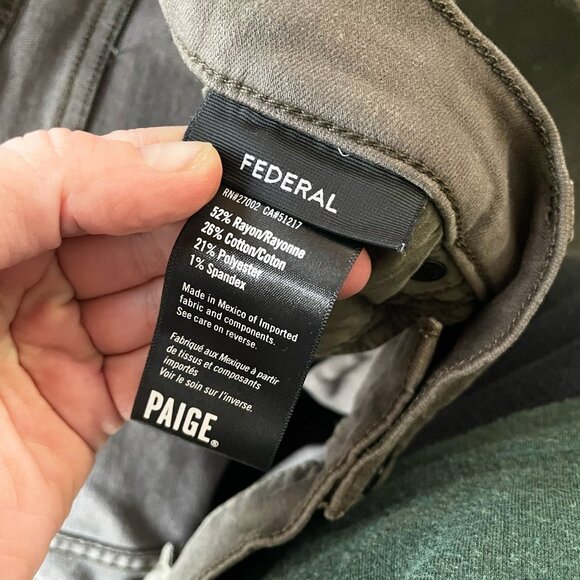 FEDERAL
RN#27002 CA#51217
52% Rayon/Rayonne
26% Cotton/Coton
21% Polyester
1% Spandex
Made in Mexico of Imported
fabric and components.
See care on reverse.
Fabriqué aux Mexique à partir
de tissus et composants
importés
Voir le soin sur l'inverse.
PAIGE®